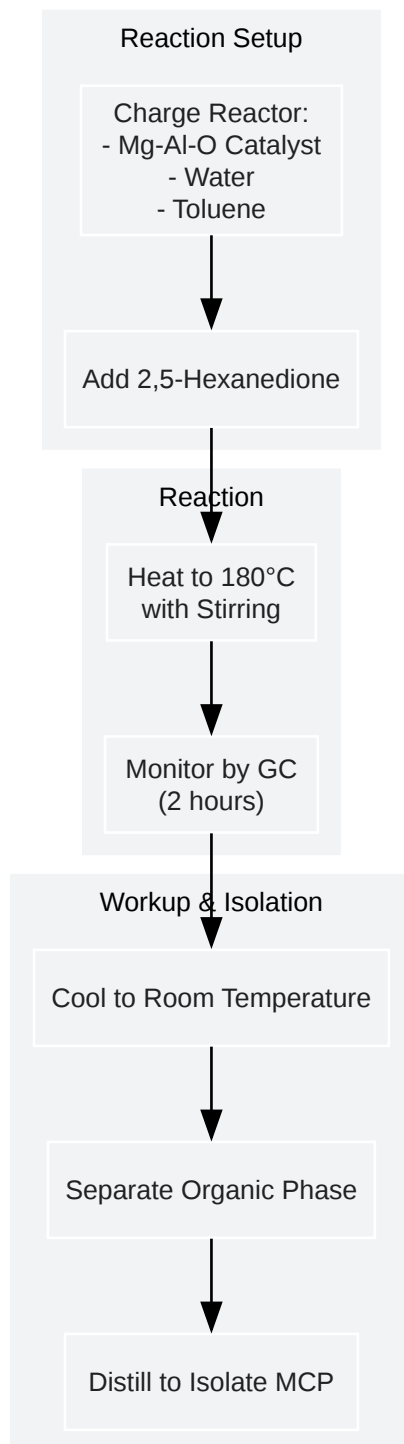 Reaction Setup
Charge Reactor:
- Mg-Al-O Catalyst
- Water
- Toluene
Add 2,5-Hexanedione
Reaction
Heat to 180°C
with Stirring
Monitor by GC
(2 hours)
Workup & Isolation
Cool to Room Temperature
Separate Organic Phase
Distill to Isolate MCP